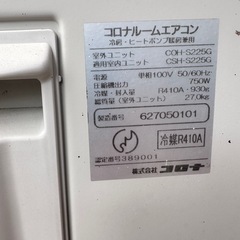 コロナルームエアコン
冷房・ヒートポンプ暖房兼用
室外ユニット COH-S225G
適用室内ユニット CSH-S225G
電源 単相100V 50/60Hz
圧縮機出力 750W
冷媒・封入量 R410A・930g
総質量(室外ユニット) 27.0kg
製造番号 627050101
冷媒R410A
認定番号389001
株式会社 コロナ